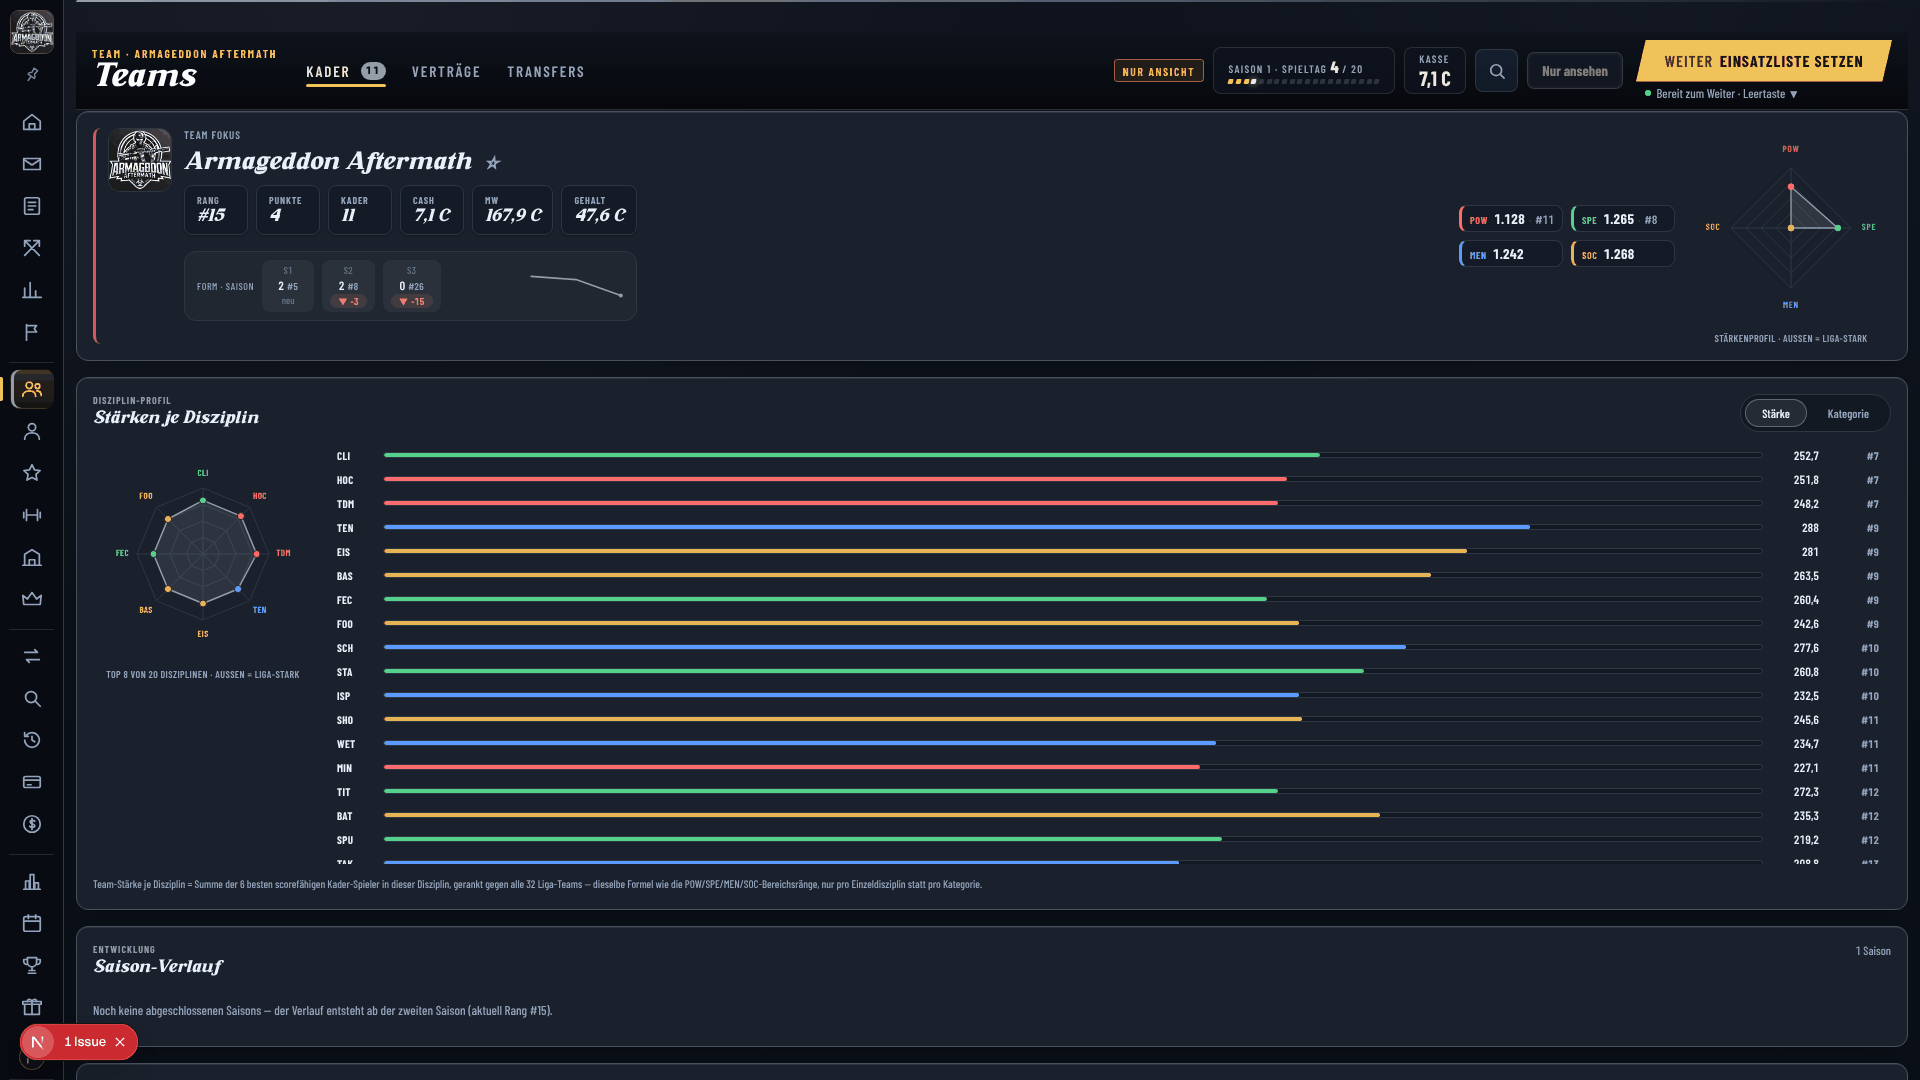 TEAM · ARMAGEDDON AFTERMATH
Teams
KADER 11
VERTRÄGE
TRANSFERS
NUR ANSICHT
SAISON 1 · SPIELTAG 4 / 20
KASSE
7,1 C
Nur ansehen
WEITER EINSATZLISTE SETZEN
Bereit zum Weiter · Leertaste ▼
TEAM FOKUS
Armageddon Aftermath
RANG
#15
PUNKTE
4
KADER
11
CASH
7,1 C
MW
167,9 C
GEHALT
47,6 C
FORM · SAISON
S1
2 #5
neu
S2
2 #8
▼ -3
S3
0 #26
▼ -15
POW 1.128 · #11
SPE 1.265 · #8
MEN 1.242
SOC 1.268
POW
SOC
SPE
MEN
STÄRKENPROFIL · AUSSEN = LIGA-STARK
DISZIPLIN-PROFIL
Stärken je Disziplin
Stärke
Kategorie
CLI
FOO
HOC
FEC
TDM
BAS
TEN
EIS
TOP 8 VON 20 DISZIPLINEN · AUSSEN = LIGA-STARK
CLI 252,7 #7
HOC 251,8 #7
TDM 248,2 #7
TEN 288 #9
EIS 281 #9
BAS 263,5 #9
FEC 260,4 #9
FOO 242,6 #9
SCH 277,6 #10
STA 260,8 #10
ISP 232,5 #10
SHO 245,6 #11
WET 234,7 #11
MIN 227,1 #11
TIT 272,3 #12
BAT 235,3 #12
SPU 219,2 #12
TAK 208,8 #13
Team-Stärke je Disziplin = Summe der 6 besten scorefähigen Kader-Spieler in dieser Disziplin, gerankt gegen alle 32 Liga-Teams — dieselbe Formel wie die POW/SPE/MEN/SOC-Bereichsränge, nur pro Einzeldisziplin statt pro Kategorie.
ENTWICKLUNG
Saison-Verlauf
1 Saison
Noch keine abgeschlossenen Saisons — der Verlauf entsteht ab der zweiten Saison (aktuell Rang #15).
N 1 Issue